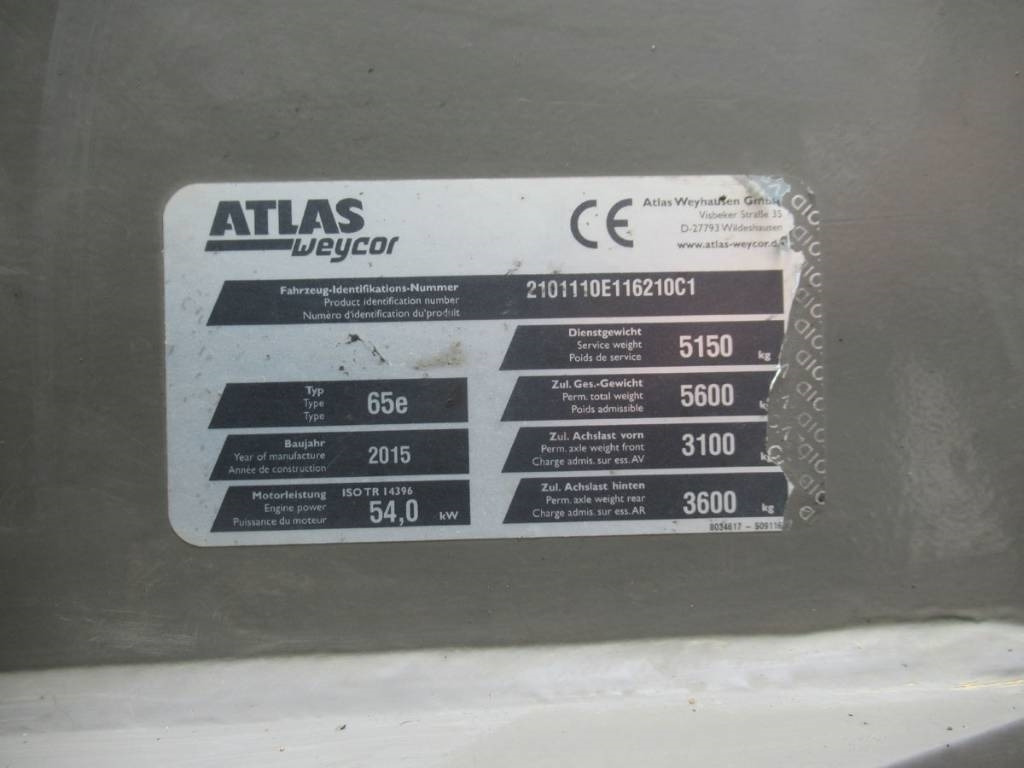 ATLAS
weycor
CE
Atlas Weyhausen GmbH
Visbeker Straße 35
D-27793 Wildeshausen
www.atlas-weycor.d
Fahrzeug-Identifikations-Nummer
Product identification number
Numéro d'identification du'produit
2101110E116210C1
Dienstgewicht
Service weight
Poids de service
5150 kg
Typ
Type
Type
65e
Zul. Ges.-Gewicht
Perm. total weight
Poids admissible
5600
Baujahr
Year of manufacture
Année de construction
2015
Zul. Achslast vorn
Perm. axle weight front
Charge admis. sur ess. AV
3100
Motorleistung
Engine power
Puissance du moteur
ISO TR 14396
54,0 kW
Zul. Achslast hinten
Perm. axle weight rear
Charge admis. sur ess. AR
3600 kg
8034617 - 509116